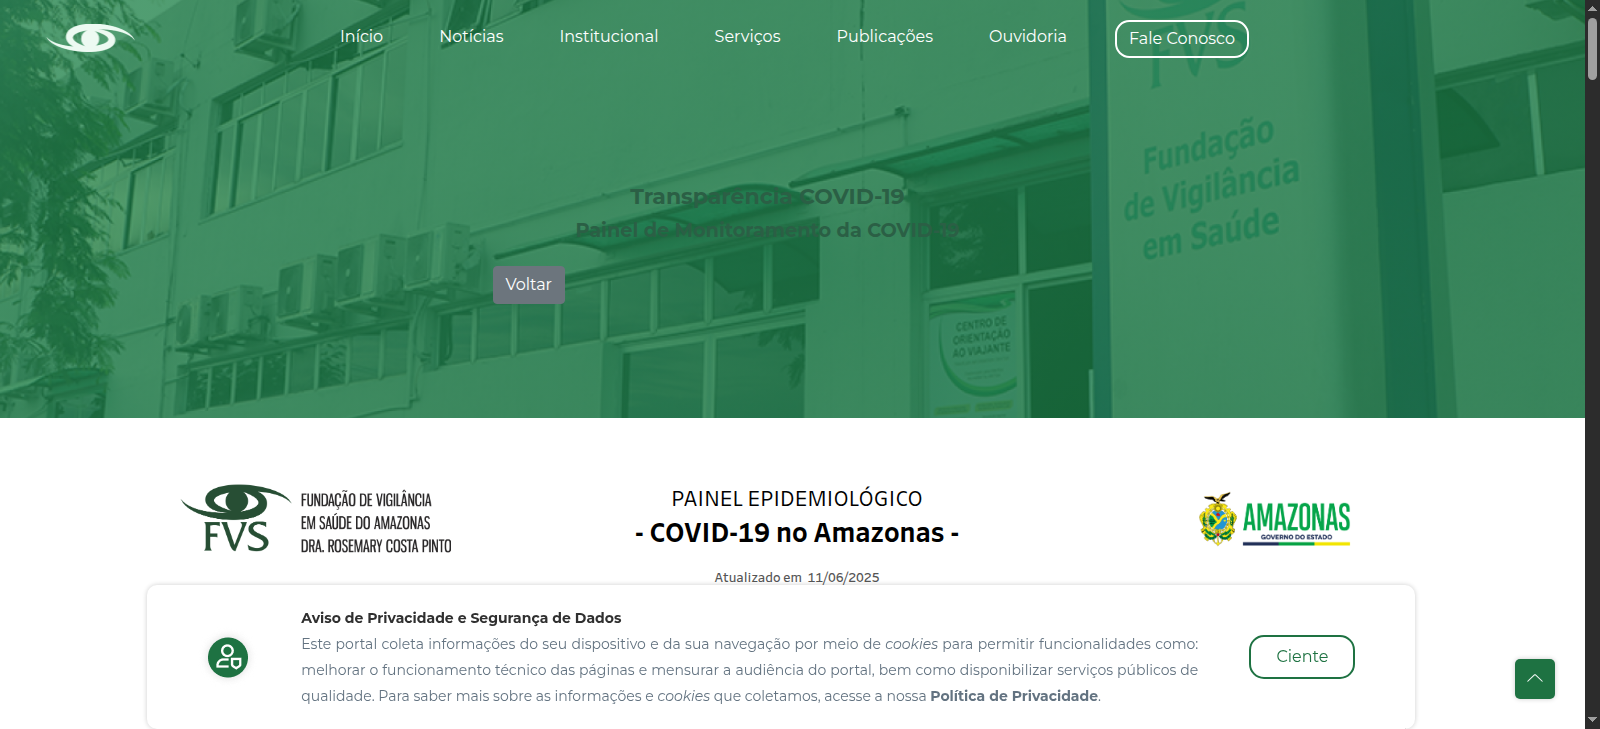 Início Notícias Institucional Serviços Publicações Ouvidoria Fale Conosco
FVS
Fundação
de Vigilância
em Saúde
Transparência COVID-19
Painel de Monitoramento da COVID-19
Voltar
CENTRO DE
ORIENTAÇÃO
AO VIAJANTE
FVS
FUNDAÇÃO DE VIGILÂNCIA
EM SAÚDE DO AMAZONAS
DRA. ROSEMARY COSTA PINTO
PAINEL EPIDEMIOLÓGICO
- COVID-19 no Amazonas -
Atualizado em 11/06/2025
AMAZONAS
GOVERNO DO ESTADO
Aviso de Privacidade e Segurança de Dados
Este portal coleta informações do seu dispositivo e da sua navegação por meio de cookies para permitir funcionalidades como:
melhorar o funcionamento técnico das páginas e mensurar a audiência do portal, bem como disponibilizar serviços públicos de
qualidade. Para saber mais sobre as informações e cookies que coletamos, acesse a nossa Política de Privacidade.
Ciente